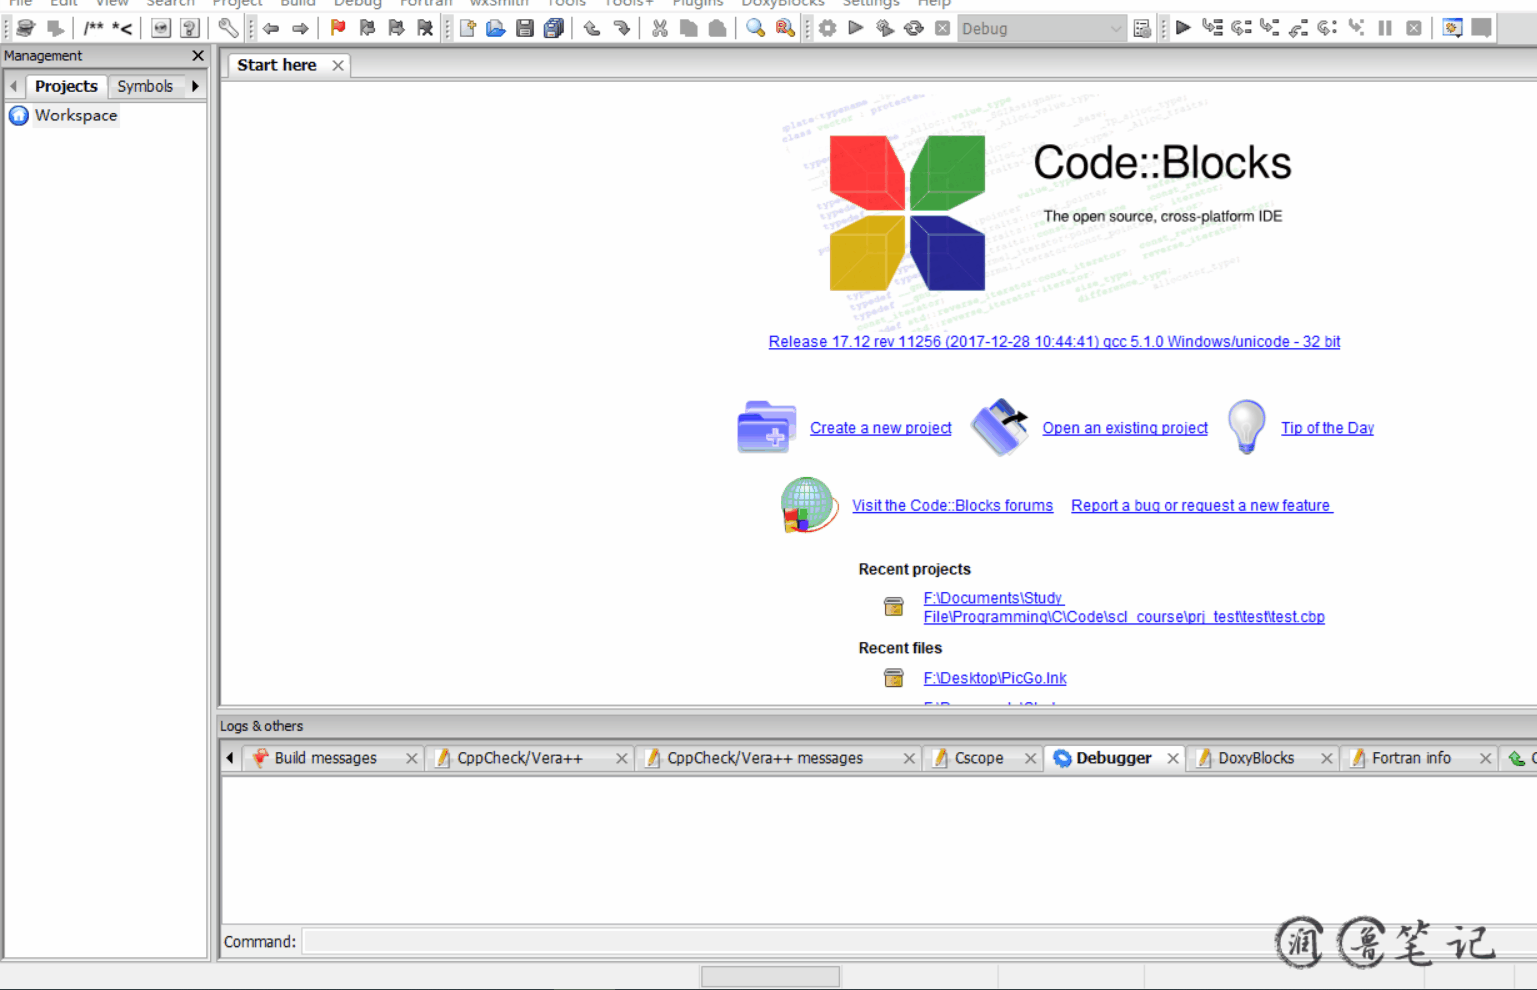 File Edit View Search Project Build Debug Fortran wxSmith Tools Tools+ Plugins DoxyBlocks Settings Help
/** *< Debug
Management
Projects Symbols
Workspace
Start here
Code::Blocks
The open source, cross-platform IDE
Release 17.12 rev 11256 (2017-12-28 10:44:41) gcc 5.1.0 Windows/unicode - 32 bit
Create a new project Open an existing project Tip of the Day
Visit the Code::Blocks forums Report a bug or request a new feature
Recent projects
F:\Documents\Study
File\Programming\C\Code\scl_course\prj_test\test\test.cbp
Recent files
F:\Desktop\PicGo.lnk
Logs & others
Build messages CppCheck/Vera++ CppCheck/Vera++ messages Cscope Debugger DoxyBlocks Fortran info
Command:
润鲁笔记